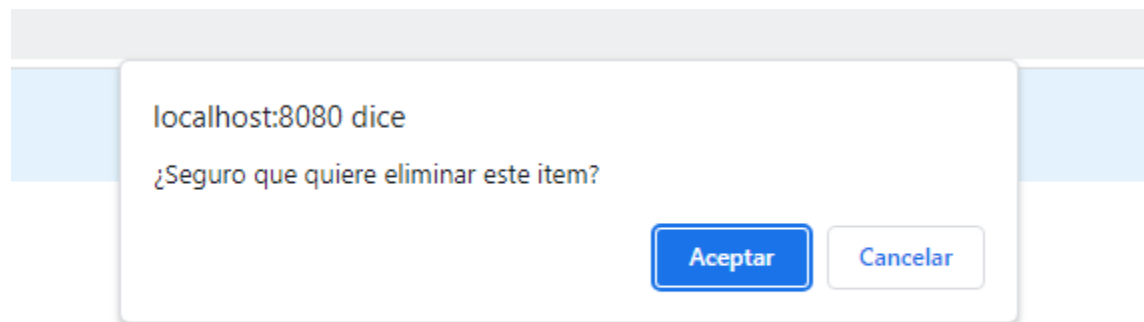 localhost:8080 dice
¿Seguro que quiere eliminar este item?
Aceptar Cancelar